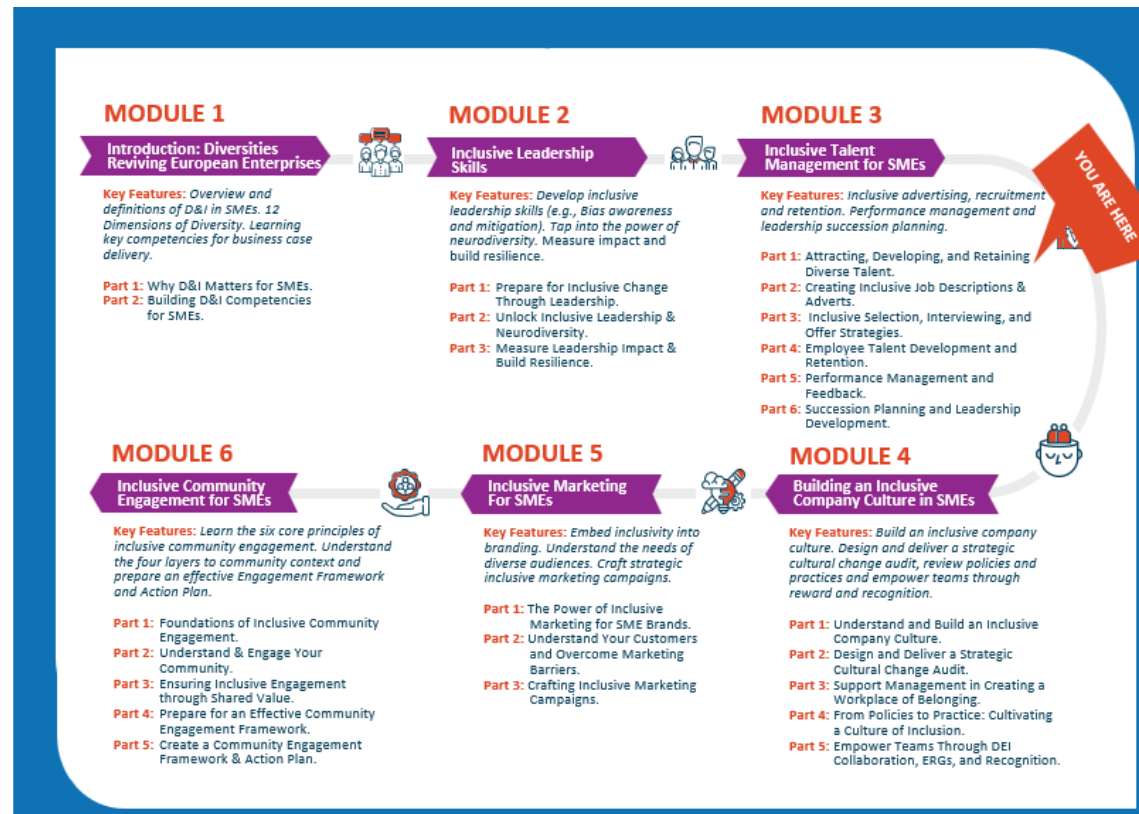 MODULE 1
Introduction: Diversities
Reviving European Enterprises
Key Features: Overview and
definitions of D&I in SMEs. 12
Dimensions of Diversity. Learning
key competencies for business case
delivery.
Part 1: Why D&I Matters for SMEs.
Part 2: Building D&I Competencies
for SMEs.
MODULE 2
Inclusive Leadership
Skills
Key Features: Develop inclusive
leadership skills (e.g., Bias awareness
and mitigation). Tap into the power of
neurodiversity. Measure impact and
build resilience.
Part 1: Prepare for Inclusive Change
Through Leadership.
Part 2: Unlock Inclusive Leadership &
Neurodiversity.
Part 3: Measure Leadership Impact &
Build Resilience.
MODULE 3
Inclusive Talent
Management for SMEs
Key Features: Inclusive advertising, recruitment
and retention. Performance management and
leadership succession planning.
Part 1: Attracting, Developing, and Retaining
Diverse Talent.
Part 2: Creating Inclusive Job Descriptions &
Adverts.
Part 3: Inclusive Selection, Interviewing, and
Offer Strategies.
Part 4: Employee Talent Development and
Retention.
Part 5: Performance Management and
Feedback.
Part 6: Succession Planning and Leadership
Development.
YOU ARE HERE
MODULE 6
Inclusive Community
Engagement for SMEs
Key Features: Learn the six core principles of
inclusive community engagement. Understand
the four layers to community context and
prepare an effective Engagement Framework
and Action Plan.
Part 1: Foundations of Inclusive Community
Engagement.
Part 2: Understand & Engage Your
Community.
Part 3: Ensuring Inclusive Engagement
through Shared Value.
Part 4: Prepare for an Effective Community
Engagement Framework.
Part 5: Create a Community Engagement
Framework & Action Plan.
MODULE 5
Inclusive Marketing
For SMEs
Key Features: Embed inclusivity into
branding. Understand the needs of
diverse audiences. Craft strategic
inclusive marketing campaigns.
Part 1: The Power of Inclusive
Marketing for SME Brands.
Part 2: Understand Your Customers
and Overcome Marketing
Barriers.
Part 3: Crafting Inclusive Marketing
Campaigns.
MODULE 4
Building an Inclusive
Company Culture in SMEs
Key Features: Build an inclusive company
culture. Design and deliver a strategic
cultural change audit, review policies and
practices and empower teams through
reward and recognition.
Part 1: Understand and Build an Inclusive
Company Culture.
Part 2: Design and Deliver a Strategic
Cultural Change Audit.
Part 3: Support Management in Creating a
Workplace of Belonging.
Part 4: From Policies to Practice: Cultivating
a Culture of Inclusion.
Part 5: Empower Teams Through DEI
Collaboration, ERGs, and Recognition.